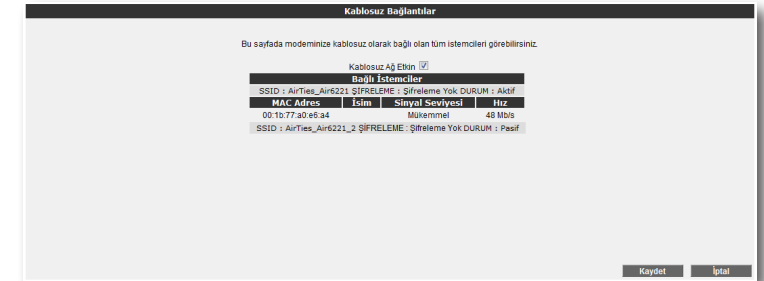 Kablosuz Bağlantılar
Bu sayfada modeminize kablosuz olarak bağlı olan tüm istemcileri görebilirsiniz.
Kablosuz Ağ Etkin
Bağlı İstemciler
SSID : AirTies_Air6221 ŞİFRELEME : Şifreleme Yok DURUM : Aktif
MAC Adres İsim Sinyal Seviyesi Hız
00:1b:77:a0:e6:a4 Mükemmel 48 Mb/s
SSID : AirTies_Air6221_2 ŞİFRELEME : Şifreleme Yok DURUM : Pasif
Kaydet İptal